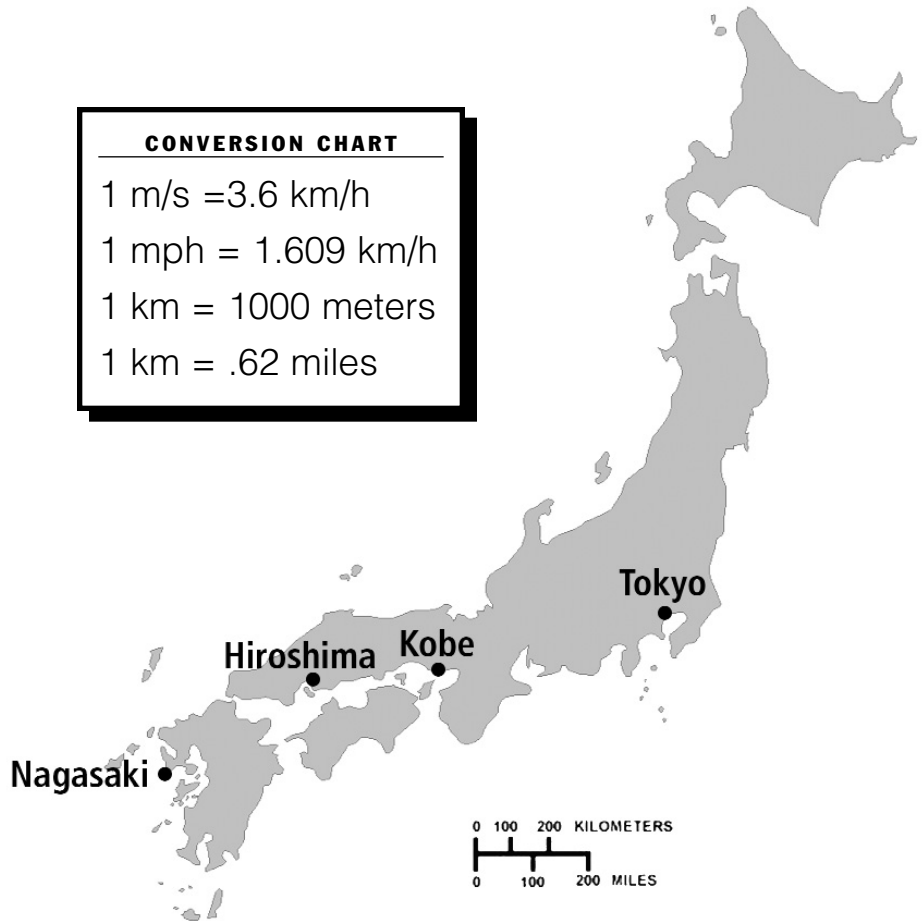 CONVERSION CHART
1 m/s =3.6 km/h
1 mph = 1.609 km/h
1 km = 1000 meters
1 km = .62 miles
Tokyo
Kobe
Hiroshima
Nagasaki
0 100 200 KILOMETERS
0 100 200 MILES